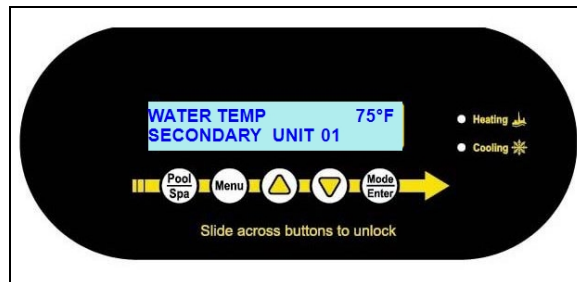 WATER TEMP 75°F
SECONDARY UNIT 01
Heating
Cooling
Pool
Spa
Menu
Mode
Enter
Slide across buttons to unlock